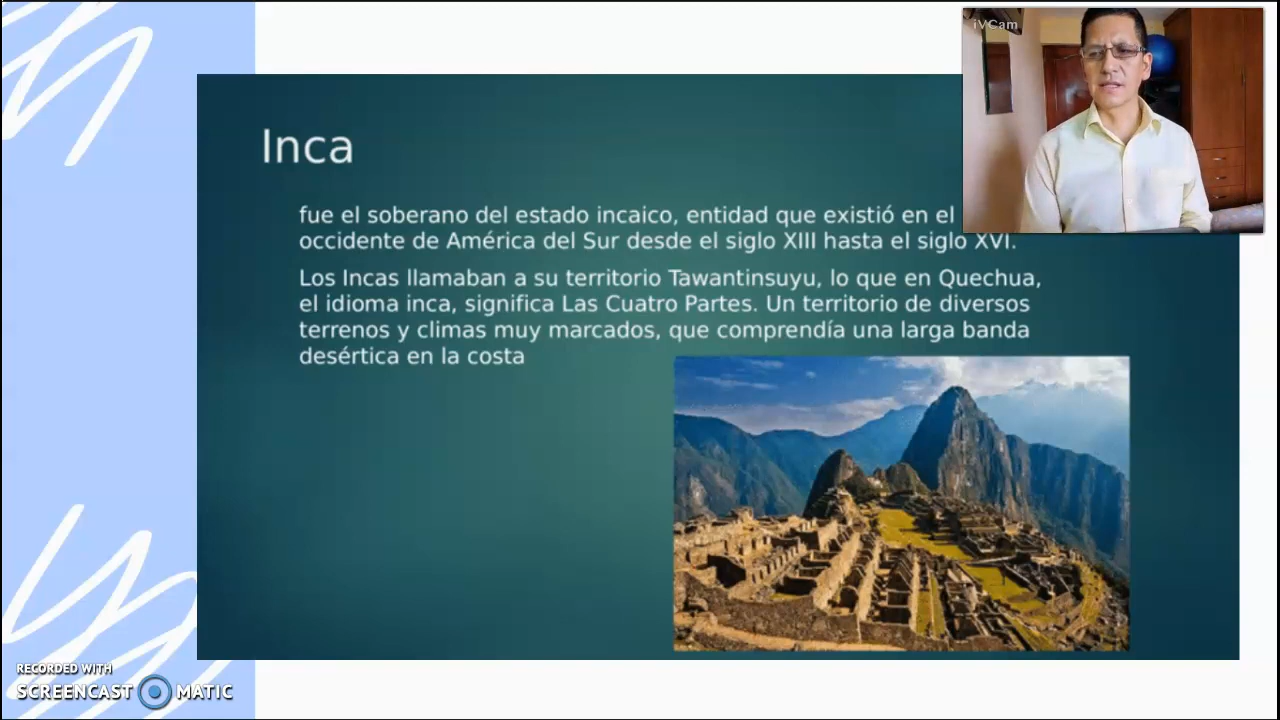 iVCam
Inca
fue el soberano del estado incaico, entidad que existió en el
occidente de América del Sur desde el siglo XIII hasta el siglo XVI.
Los Incas llamaban a su territorio Tawantinsuyu, lo que en Quechua,
el idioma inca, significa Las Cuatro Partes. Un territorio de diversos
terrenos y climas muy marcados, que comprendía una larga banda
desértica en la costa
RECORDED WITH
SCREENCAST MATIC